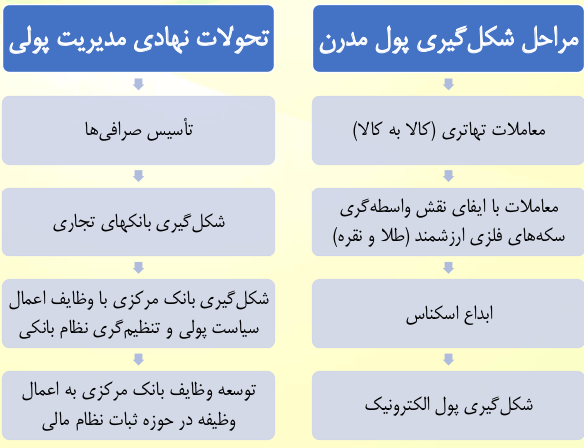 مراحل شکل‌گیری پول مدرن
معاملات تهاتری (کالا به کالا)
معاملات با ایفای نقش واسطه‌گری
سکه‌های فلزی ارزشمند (طلا و نقره)
ابداع اسکناس
شکل‌گیری پول الکترونیک
تحولات نهادی مدیریت پولی
تأسیس صرافی‌ها
شکل‌گیری بانکهای تجاری
شکل‌گیری بانک مرکزی با وظایف اعمال
سیاست پولی و تنظیم‌گری نظام بانکی
توسعه وظایف بانک مرکزی به اعمال
وظیفه در حوزه ثبات نظام مالی